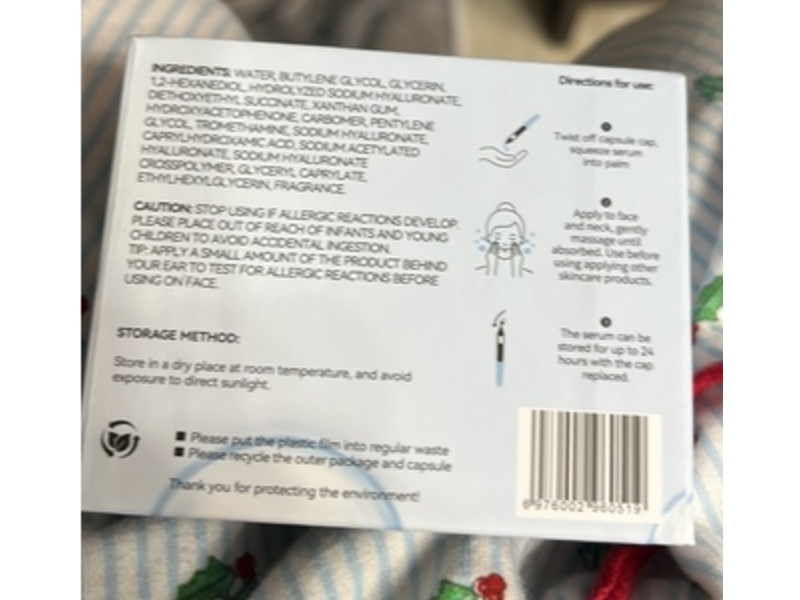 INGREDIENTS: WATER, BUTYLENE GLYCOL, GLYCERIN,
1,2-HEXANEDIOL, HYDROLYZED SODIUM HYALURONATE,
DIETHOXYETHYL SUCCINATE, XANTHAN GUM,
HYDROXYACETOPHENONE, CARBOMER, PENTYLENE
GLYCOL, TROMETHAMINE, SODIUM HYALURONATE,
CAPRYLHYDROXAMIC ACID, SODIUM ACETYLATED
HYALURONATE, SODIUM HYALURONATE
CROSSPOLYMER, GLYCERYL CAPRYLATE,
ETHYLHEXYLGLYCERIN, FRAGRANCE.
CAUTION: STOP USING IF ALLERGIC REACTIONS DEVELOP.
PLEASE PLACE OUT OF REACH OF INFANTS AND YOUNG
CHILDREN TO AVOID ACCIDENTAL INGESTION.
TIP: APPLY A SMALL AMOUNT OF THE PRODUCT BEHIND
YOUR EAR TO TEST FOR ALLERGIC REACTIONS BEFORE
USING ON FACE.
STORAGE METHOD:
Store in a dry place at room temperature, and avoid
exposure to direct sunlight.
Please put the plastic film into regular waste
Please recycle the outer package and capsule
Thank you for protecting the environment!
Directions for use:
Twist off capsule cap,
squeeze serum
into palm
Apply to face
and neck, gently
massage until
absorbed. Use before
using applying other
skincare products.
The serum can be
stored for up to 24
hours with the cap
replaced.
6 976002 960519